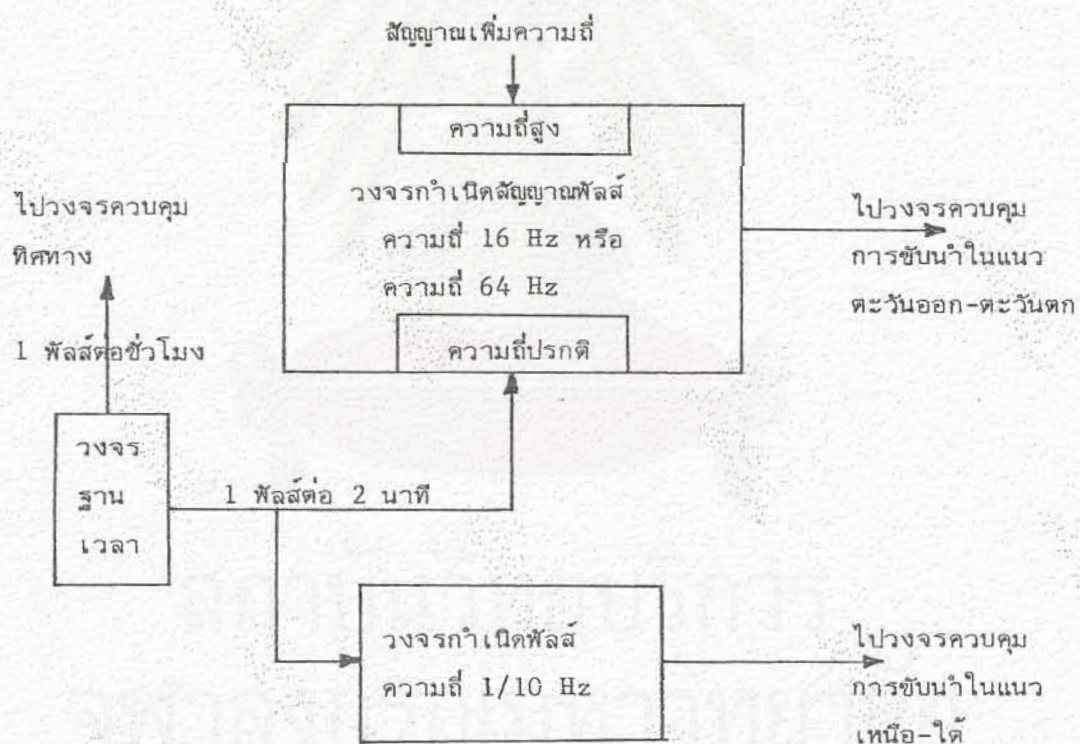 สัญญาณเพิ่มความถี่
ความถี่สูง
วงจรกำเนิดสัญญาณพัลส์
ความถี่ 16 Hz หรือ
ความถี่ 64 Hz
ความถี่ปรกติ
ไปวงจรควบคุม
ทิศทาง
1 พัลส์ต่อชั่วโมง
ไปวงจรควบคุม
การขับนำในแนว
ตะวันออก-ตะวันตก
วงจร
ฐาน
เวลา
1 พัลส์ต่อ 2 นาที
วงจรกำเนิดพัลส์
ความถี่ 1/10 Hz
ไปวงจรควบคุม
การขับนำในแนว
เหนือ-ใต้